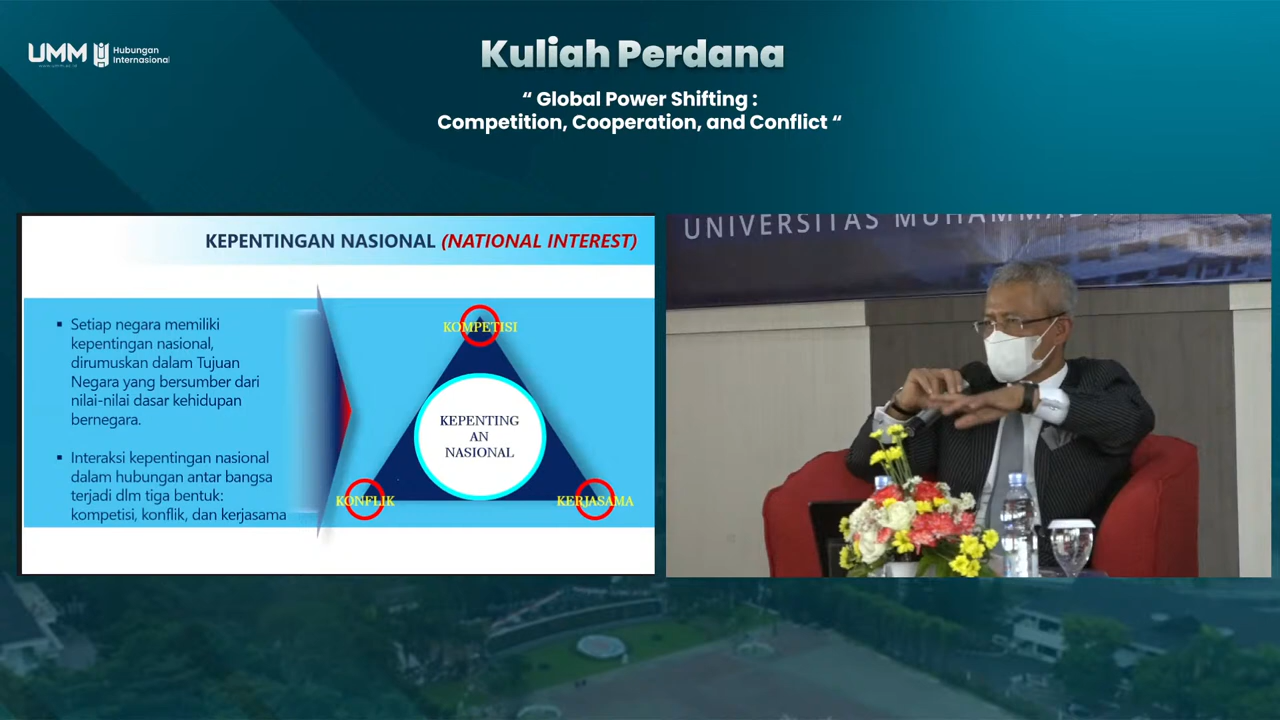 UMM
Hubungan
Internasional
Kuliah Perdana
“ Global Power Shifting :
Competition, Cooperation, and Conflict “
KEPENTINGAN NASIONAL (NATIONAL INTEREST)
▪ Setiap negara memiliki
kepentingan nasional,
dirumuskan dalam Tujuan
Negara yang bersumber dari
nilai-nilai dasar kehidupan
bernegara.
▪ Interaksi kepentingan nasional
dalam hubungan antar bangsa
terjadi dlm tiga bentuk:
kompetisi, konflik, dan kerjasama
KOMPETISI
KEPENTING
AN
NASIONAL
KONFLIK
KERJASAMA
UNIVERSITAS